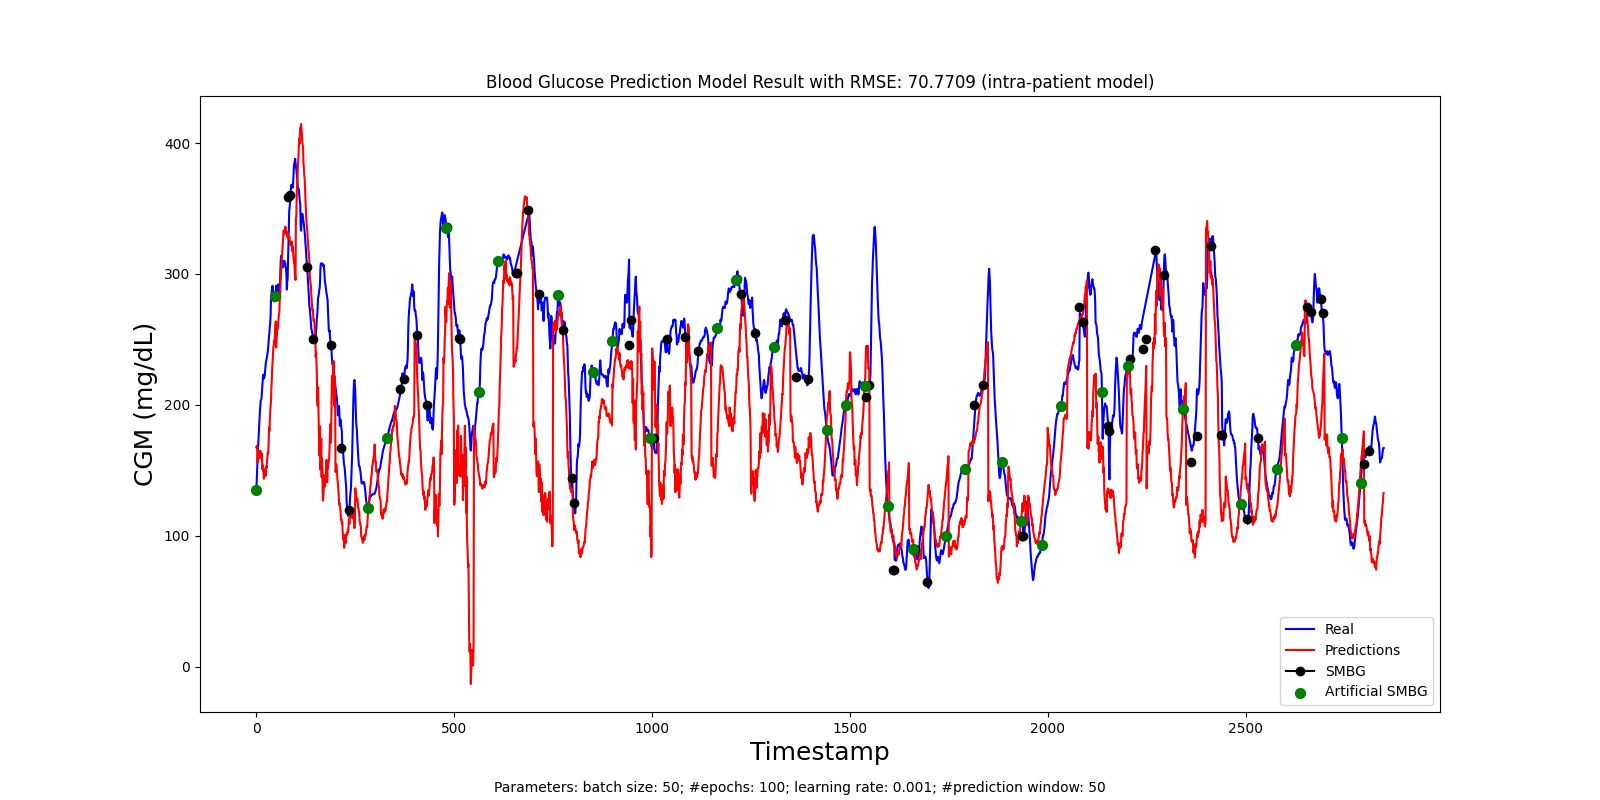 Blood Glucose Prediction Model Result with RMSE: 70.7709 (intra-patient model)
CGM (mg/dL)
400
300
200
100
0
0 500 1000 1500 2000 2500
Real
Predictions
SMBG
Artificial SMBG
Timestamp
Parameters: batch size: 50; #epochs: 100; learning rate: 0.001; #prediction window: 50